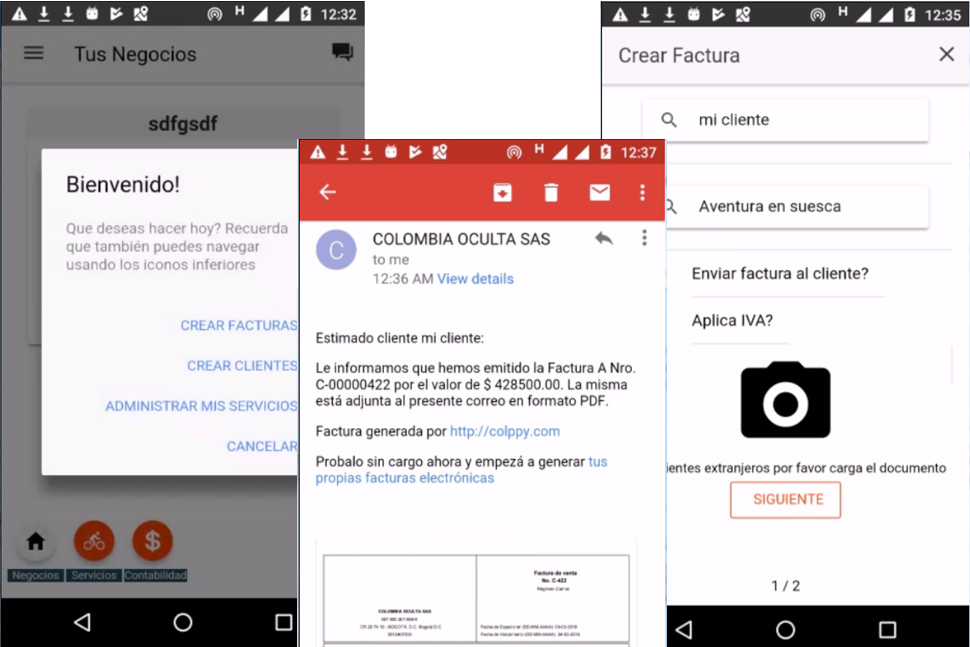 12:32
Tus Negocios
sdfgsdf
Bienvenido!
Que deseas hacer hoy? Recuerda
que también puedes navegar
usando los iconos inferiores
CREAR FACTURAS
CREAR CLIENTES
ADMINISTRAR MIS SERVICIOS
CANCELAR
Negocios
Servicios
Contabilidad
H 12:37
C
COLOMBIA OCULTA SAS
to me
12:36 AM View details
Estimado cliente mi cliente:
Le informamos que hemos emitido la Factura A Nro.
C-00000422 por el valor de $ 428500.00. La misma
está adjunta al presente correo en formato PDF.
Factura generada por http://colppy.com
Probalo sin cargo ahora y empezá a generar tus
propias facturas electrónicas
Factura de venta
No. C-422
COLOMBIA OCULTA SAS
H 12:35
Crear Factura
mi cliente
Aventura en suesca
Enviar factura al cliente?
Aplica IVA?
ientes extranjeros por favor carga el documento
SIGUIENTE
1 / 2